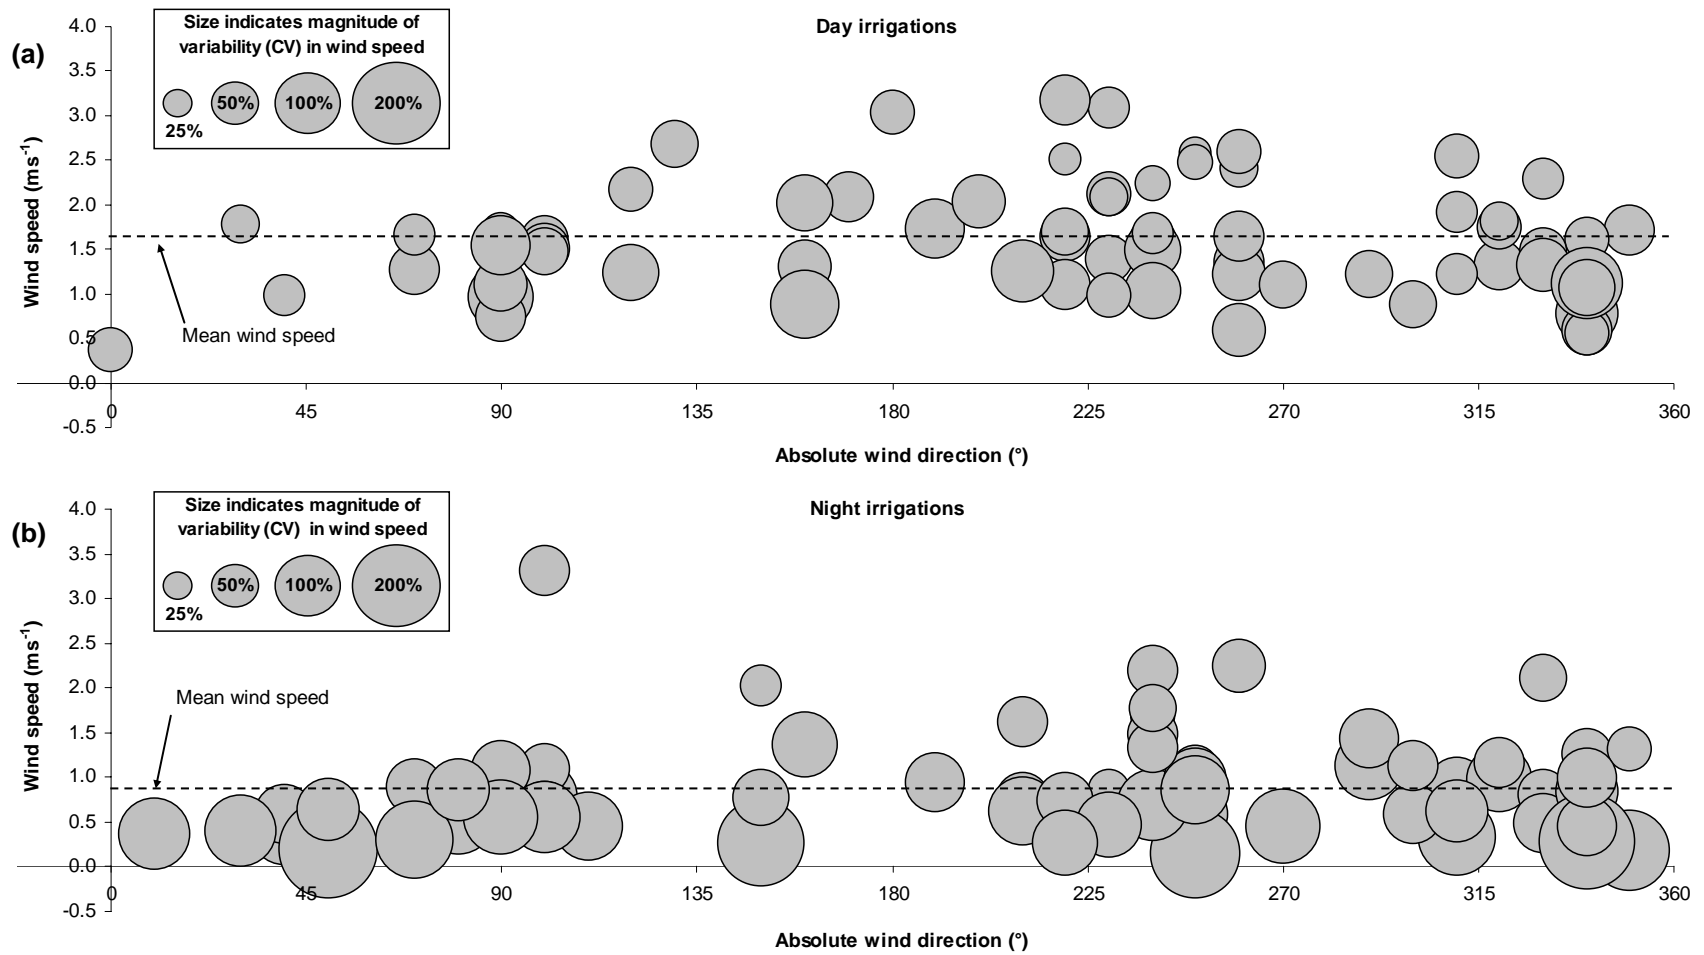 (a)
Day irrigations
Size indicates magnitude of
variability (CV) in wind speed
25%
50%
100%
200%
4.0
3.5
3.0
2.5
2.0
1.5
1.0
0.5
0.0
-0.5
Wind speed (ms⁻¹)
Mean wind speed
0 45 90 135 180 225 270 315 360
Absolute wind direction (°)
(b)
Night irrigations
Size indicates magnitude of
variability (CV)  in wind speed
25%
50%
100%
200%
4.0
3.5
3.0
2.5
2.0
1.5
1.0
0.5
0.0
-0.5
Wind speed (ms⁻¹)
Mean wind speed
0 45 90 135 180 225 270 315 360
Absolute wind direction (°)